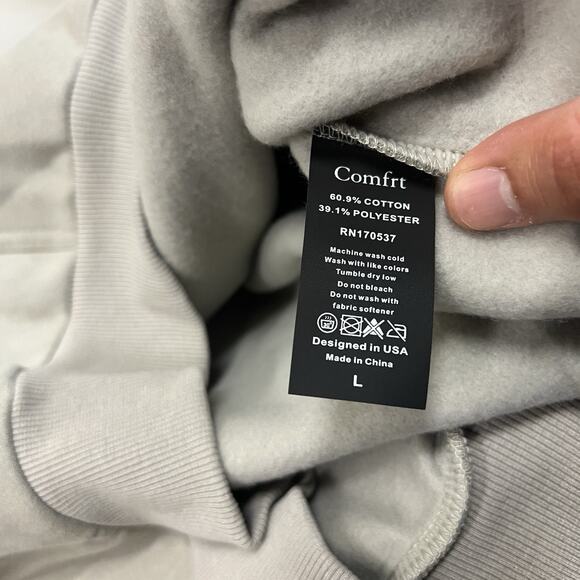 Comfrt
60.9% COTTON
39.1% POLYESTER
RN170537
Machine wash cold
Wash with like colors
Tumble dry low
Do not bleach
Do not wash with
fabric softener
Designed in USA
Made in China
L